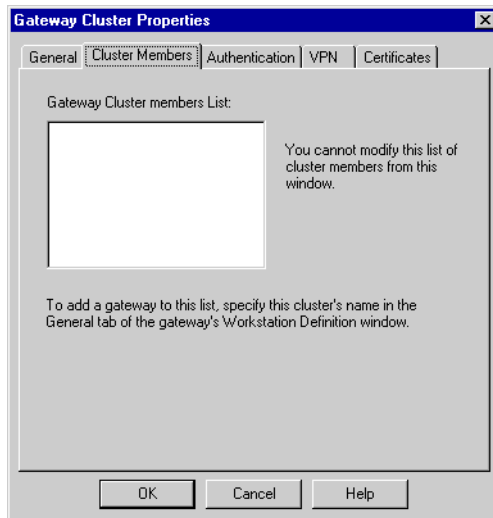 Gateway Cluster Properties
General Cluster Members Authentication VPN Certificates
Gateway Cluster members List:
You cannot modify this list of
cluster members from this
window.
To add a gateway to this list, specify this cluster's name in the
General tab of the gateway's Workstation Definition window.
OK Cancel Help